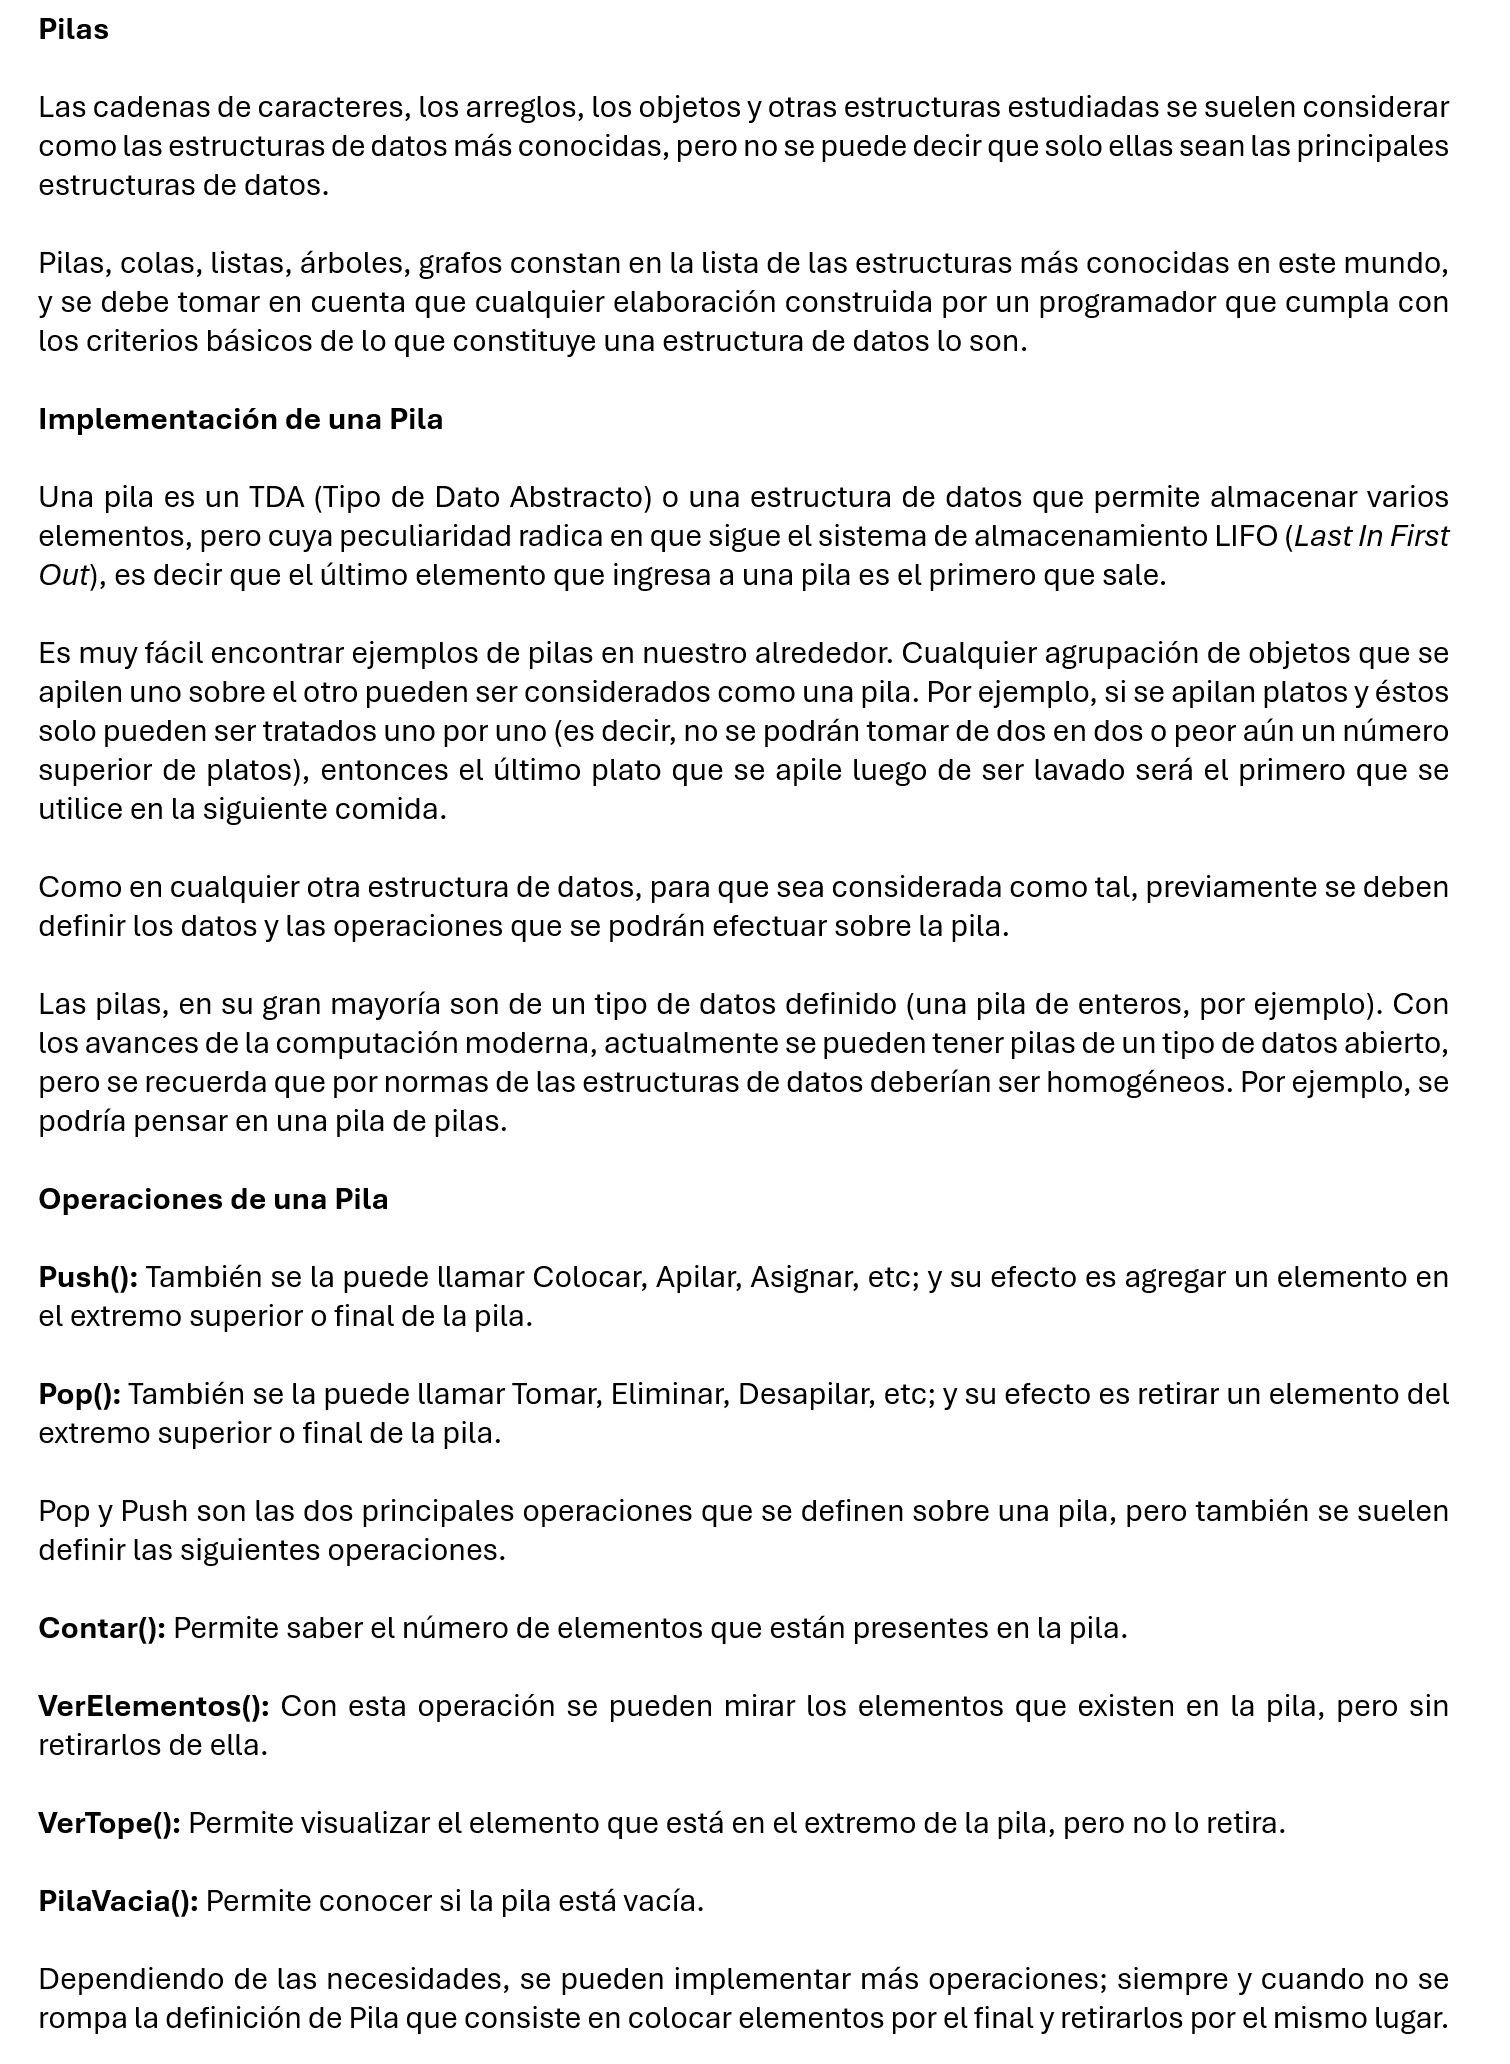 Pilas
Las cadenas de caracteres, los arreglos, los objetos y otras estructuras estudiadas se suelen considerar
como las estructuras de datos más conocidas, pero no se puede decir que solo ellas sean las principales
estructuras de datos.
Pilas, colas, listas, árboles, grafos constan en la lista de las estructuras más conocidas en este mundo,
y se debe tomar en cuenta que cualquier elaboración construida por un programador que cumpla con
los criterios básicos de lo que constituye una estructura de datos lo son.
Implementación de una Pila
Una pila es un TDA (Tipo de Dato Abstracto) o una estructura de datos que permite almacenar varios
elementos, pero cuya peculiaridad radica en que sigue el sistema de almacenamiento LIFO (Last In First
Out), es decir que el último elemento que ingresa a una pila es el primero que sale.
Es muy fácil encontrar ejemplos de pilas en nuestro alrededor. Cualquier agrupación de objetos que se
apilen uno sobre el otro pueden ser considerados como una pila. Por ejemplo, si se apilan platos y éstos
solo pueden ser tratados uno por uno (es decir, no se podrán tomar de dos en dos o peor aún un número
superior de platos), entonces el último plato que se apile luego de ser lavado será el primero que se
utilice en la siguiente comida.
Como en cualquier otra estructura de datos, para que sea considerada como tal, previamente se deben
definir los datos y las operaciones que se podrán efectuar sobre la pila.
Las pilas, en su gran mayoría son de un tipo de datos definido (una pila de enteros, por ejemplo). Con
los avances de la computación moderna, actualmente se pueden tener pilas de un tipo de datos abierto,
pero se recuerda que por normas de las estructuras de datos deberían ser homogéneos. Por ejemplo, se
podría pensar en una pila de pilas.
Operaciones de una Pila
Push(): También se la puede llamar Colocar, Apilar, Asignar, etc; y su efecto es agregar un elemento en
el extremo superior o final de la pila.
Pop(): También se la puede llamar Tomar, Eliminar, Desapilar, etc; y su efecto es retirar un elemento del
extremo superior o final de la pila.
Pop y Push son las dos principales operaciones que se definen sobre una pila, pero también se suelen
definir las siguientes operaciones.
Contar(): Permite saber el número de elementos que están presentes en la pila.
VerElementos(): Con esta operación se pueden mirar los elementos que existen en la pila, pero sin
retirarlos de ella.
VerTope(): Permite visualizar el elemento que está en el extremo de la pila, pero no lo retira.
PilaVacia(): Permite conocer si la pila está vacía.
Dependiendo de las necesidades, se pueden implementar más operaciones; siempre y cuando no se
rompa la definición de Pila que consiste en colocar elementos por el final y retirarlos por el mismo lugar.